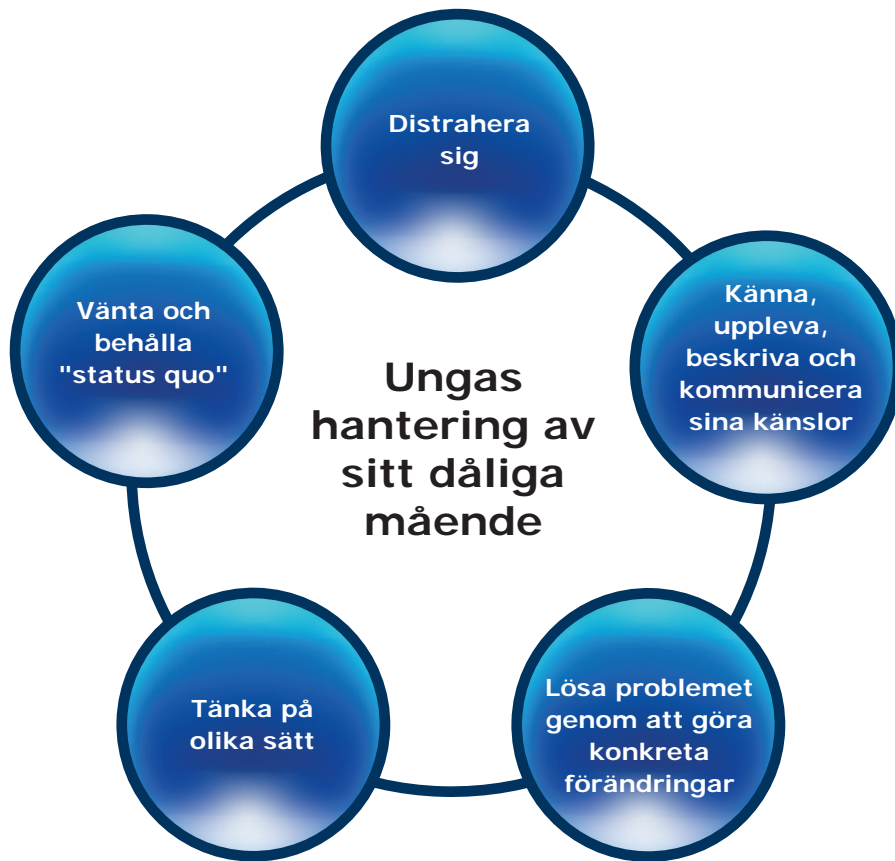 Distrahera
sig
Känna,
uppleva,
beskriva och
kommunicera
sina känslor
Lösa problemet
genom att göra
konkreta
förändringar
Tänka på
olika sätt
Vänta och
behålla
"status quo"
Ungas
hantering av
sitt dåliga
mående